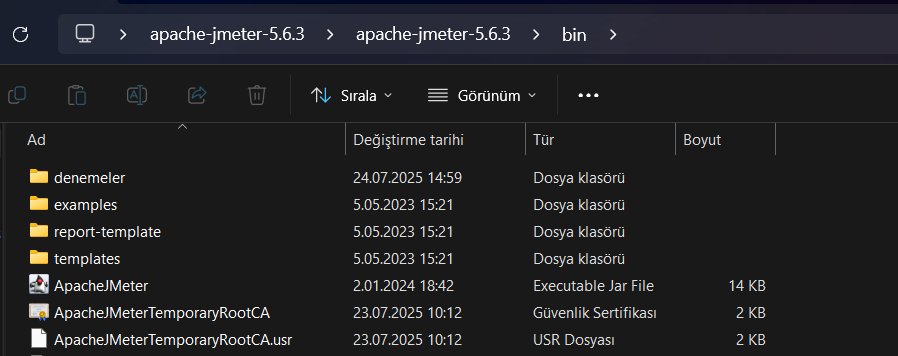 apache-jmeter-5.6.3 > apache-jmeter-5.6.3 > bin >
Sırala Görünüm ...
Ad Değiştirme tarihi Tür Boyut
denemeler 24.07.2025 14:59 Dosya klasörü
examples 5.05.2023 15:21 Dosya klasörü
report-template 5.05.2023 15:21 Dosya klasörü
templates 5.05.2023 15:21 Dosya klasörü
ApacheJMeter 2.01.2024 18:42 Executable Jar File 14 KB
ApacheJMeterTemporaryRootCA 23.07.2025 10:12 Güvenlik Sertifikası 2 KB
ApacheJMeterTemporaryRootCA.usr 23.07.2025 10:12 USR Dosyası 2 KB